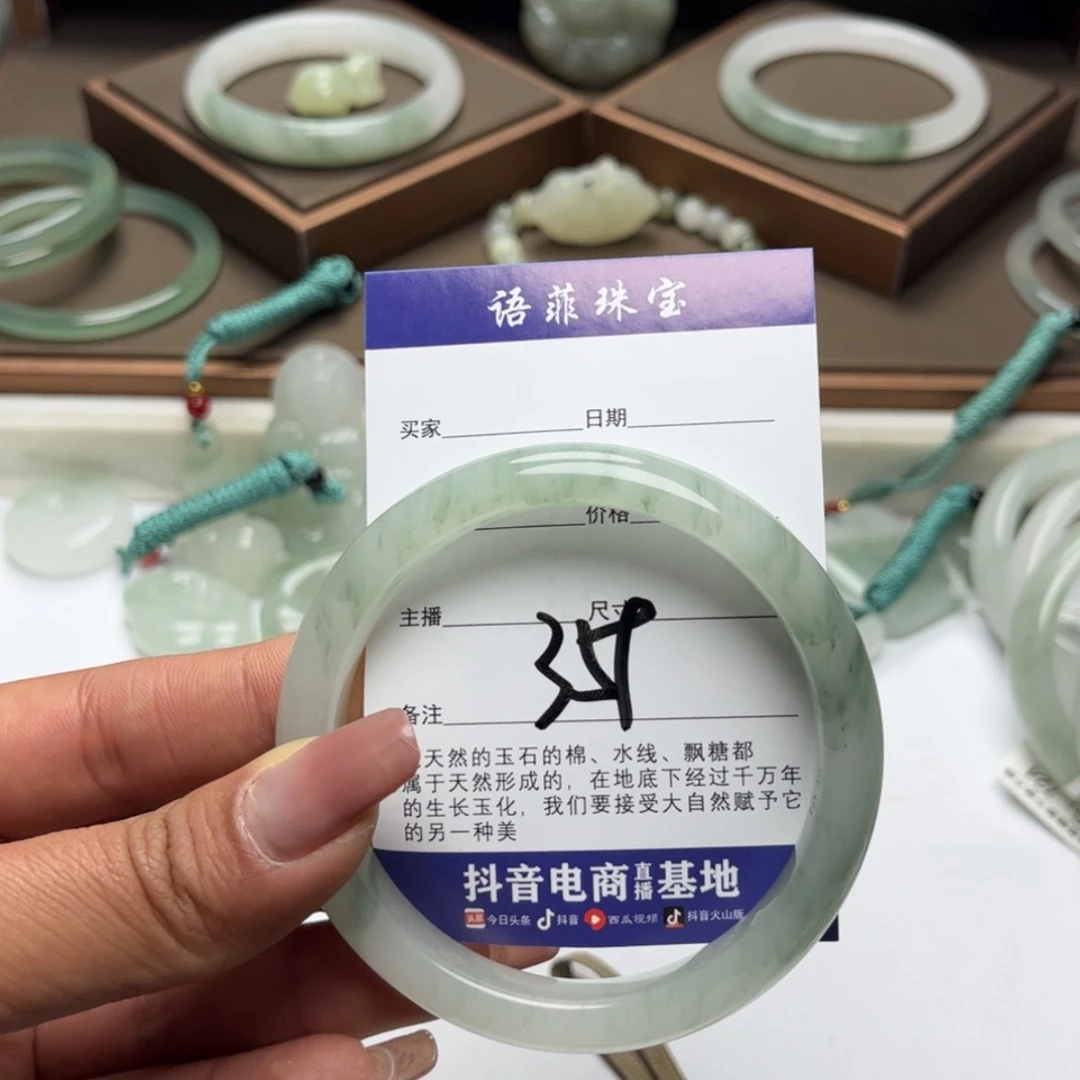 语菲珠宝
买家 日期
价格
主播 尺寸
备注
天然的玉石的棉、水线、飘糖都
属于天然形成的,在地底下经过千万年
的生长玉化,我们要接受大自然赋予它
的另一种美
抖音电商直播基地
头条 今日头条 抖音 西瓜视频 抖音火山版